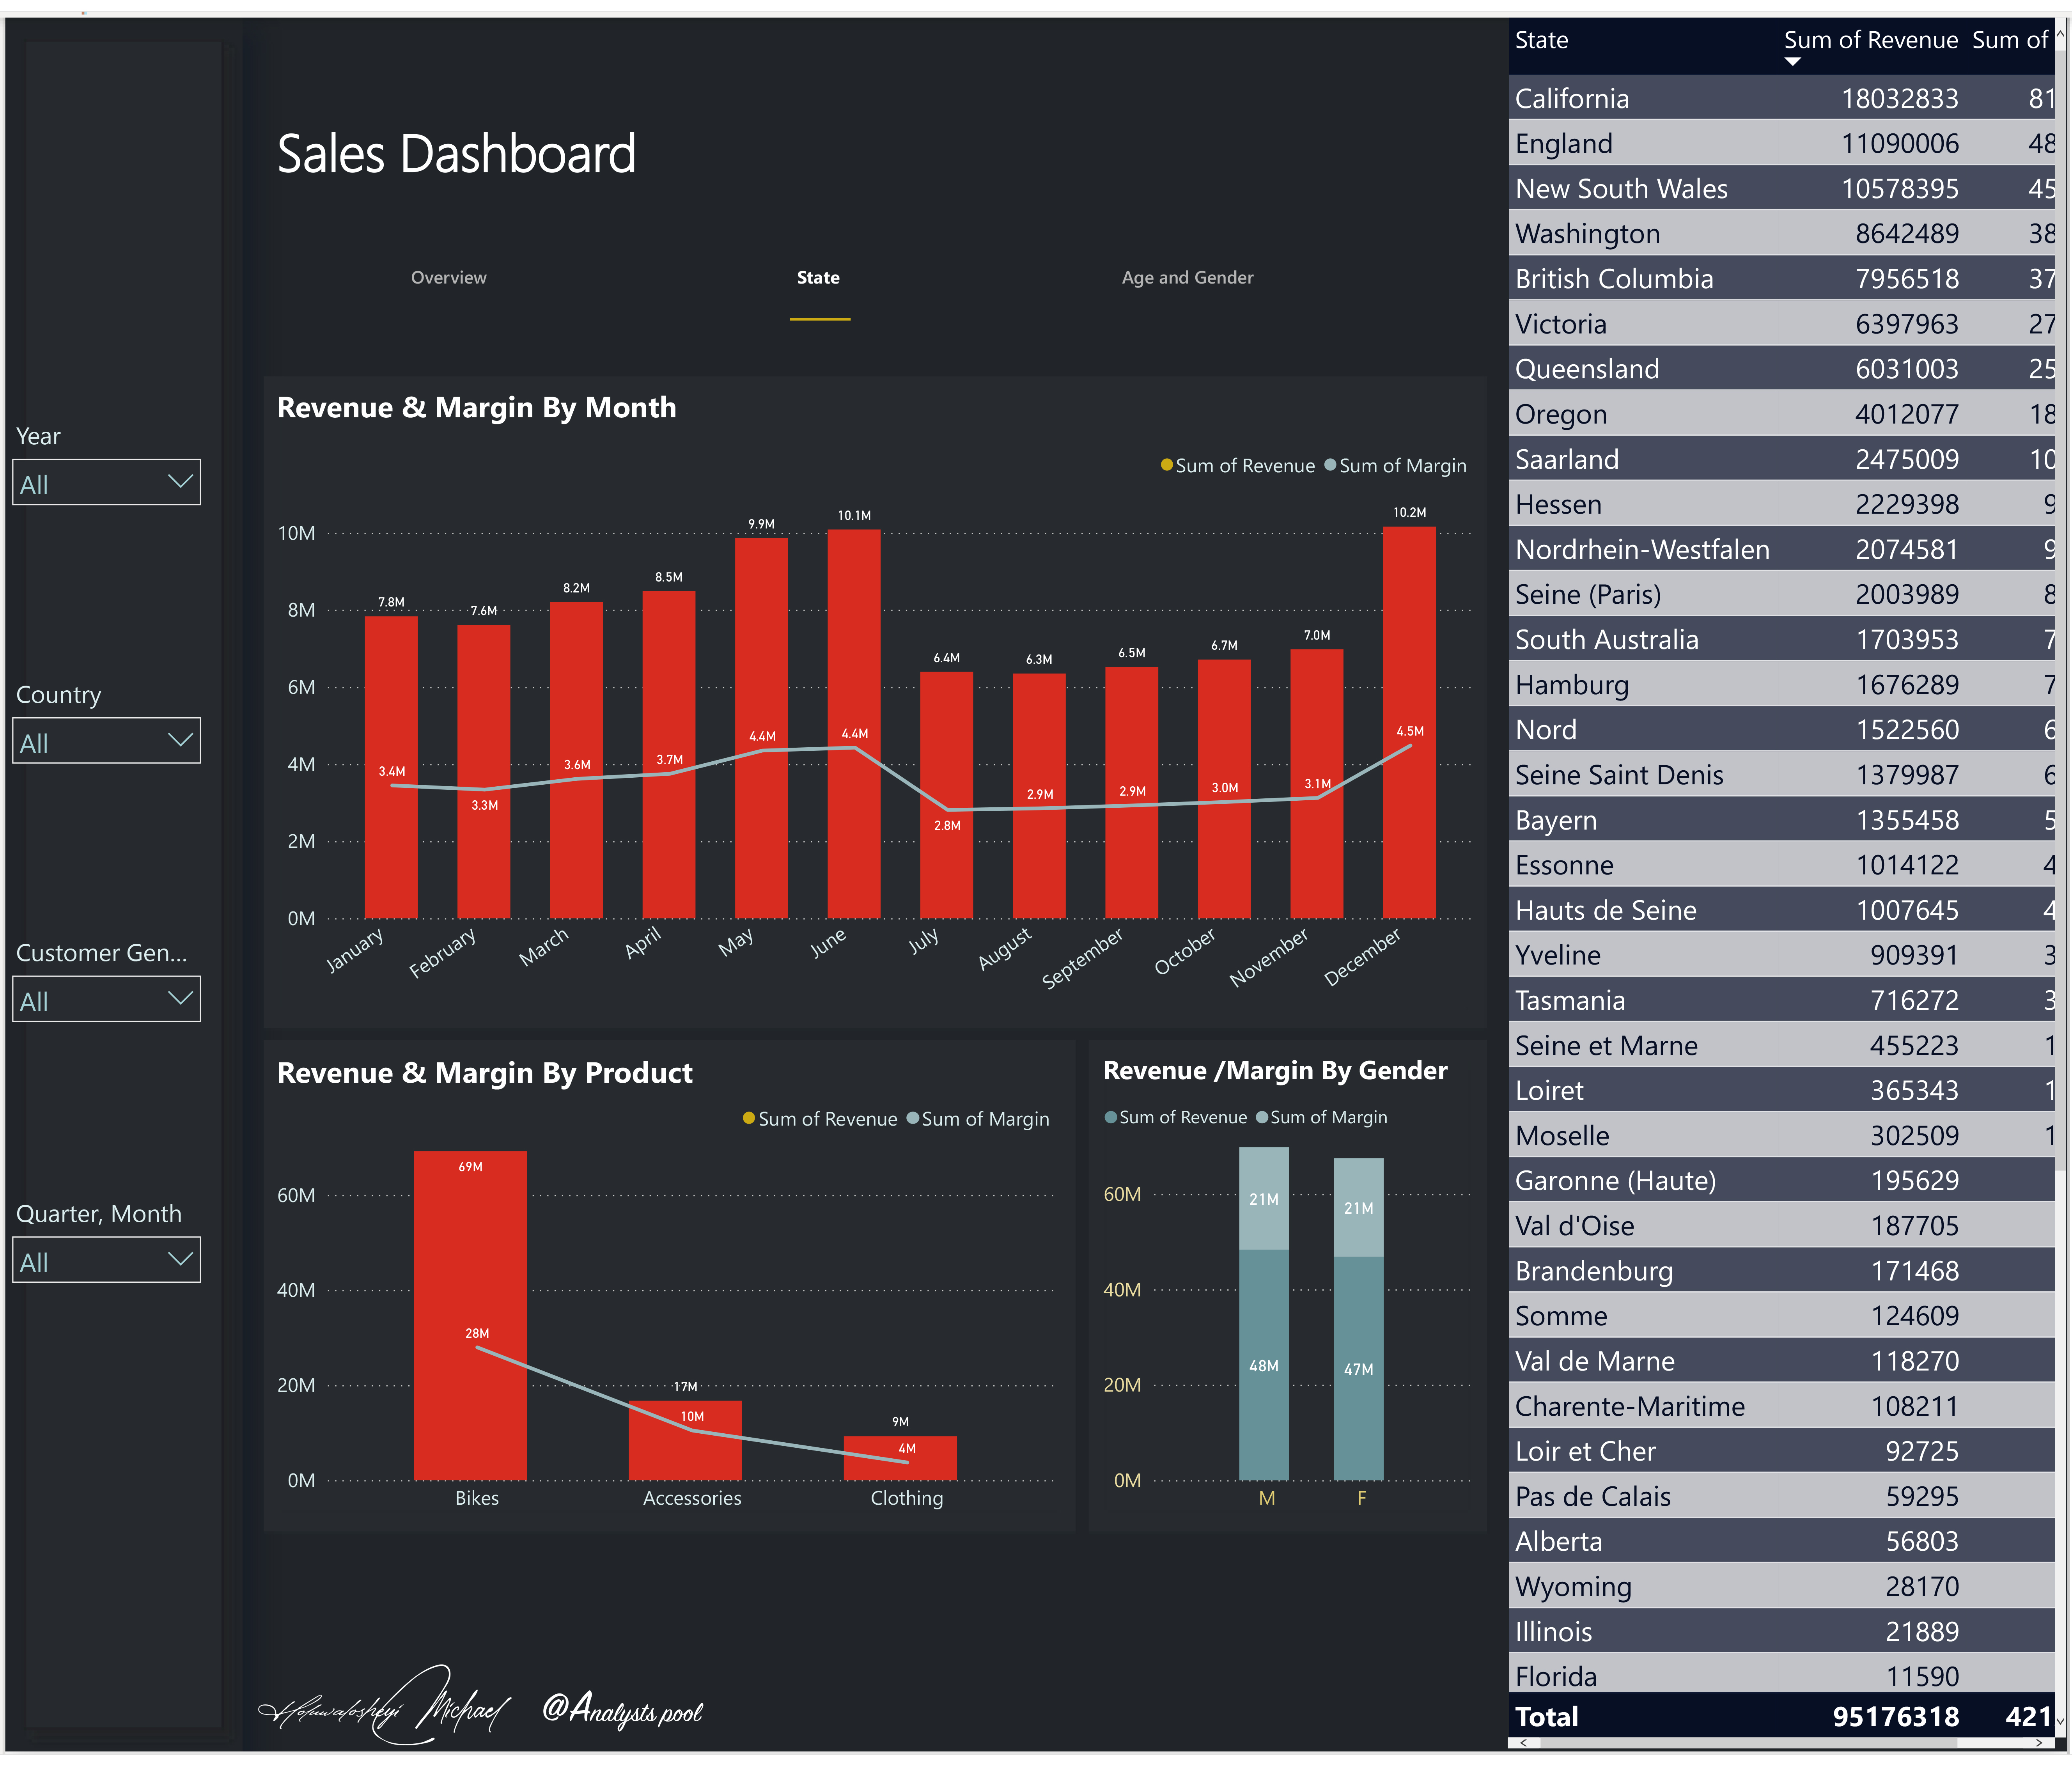 Sales Dashboard
Overview
State
Age and Gender
Year
All
Country
All
Customer Gen...
All
Quarter, Month
All
Revenue & Margin By Month
Sum of Revenue
Sum of Margin
10M
8M
6M
4M
2M
0M
7.8M
7.6M
8.2M
8.5M
9.9M
10.1M
6.4M
6.3M
6.5M
6.7M
7.0M
10.2M
3.4M
3.3M
3.6M
3.7M
4.4M
4.4M
2.8M
2.9M
2.9M
3.0M
3.1M
4.5M
January
February
March
April
May
June
July
August
September
October
November
December
Revenue & Margin By Product
Sum of Revenue
Sum of Margin
60M
40M
20M
0M
69M
28M
17M
10M
9M
4M
Bikes
Accessories
Clothing
Revenue /Margin By Gender
Sum of Revenue
Sum of Margin
60M
40M
20M
0M
21M
21M
48M
47M
M
F
Michael
@Analysts pool
State Sum of Revenue Sum of
California 18032833 81
England 11090006 48
New South Wales 10578395 45
Washington 8642489 38
British Columbia 7956518 37
Victoria 6397963 27
Queensland 6031003 25
Oregon 4012077 18
Saarland 2475009 10
Hessen 2229398 9
Nordrhein-Westfalen 2074581 9
Seine (Paris) 2003989 8
South Australia 1703953 7
Hamburg 1676289 7
Nord 1522560 6
Seine Saint Denis 1379987 6
Bayern 1355458 5
Essonne 1014122 4
Hauts de Seine 1007645 4
Yveline 909391 3
Tasmania 716272 3
Seine et Marne 455223 1
Loiret 365343 1
Moselle 302509 1
Garonne (Haute) 195629
Val d'Oise 187705
Brandenburg 171468
Somme 124609
Val de Marne 118270
Charente-Maritime 108211
Loir et Cher 92725
Pas de Calais 59295
Alberta 56803
Wyoming 28170
Illinois 21889
Florida 11590
Total 95176318 421